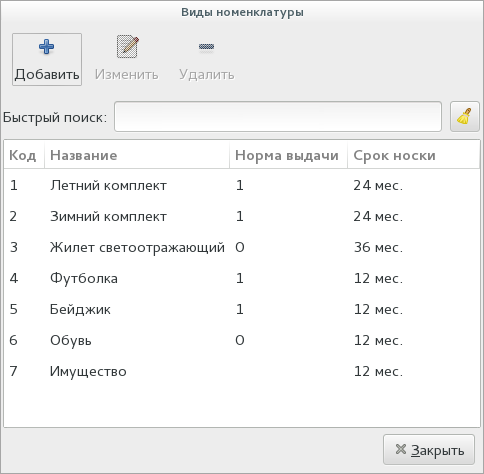 Виды номенклатуры
Добавить Изменить Удалить
Быстрый поиск:
Код Название Норма выдачи Срок носки
1 Летний комплект 1 24 мес.
2 Зимний комплект 1 24 мес.
3 Жилет светоотражающий 0 36 мес.
4 Футболка 1 12 мес.
5 Бейджик 1 12 мес.
6 Обувь 0 12 мес.
7 Имущество 12 мес.
Закрыть